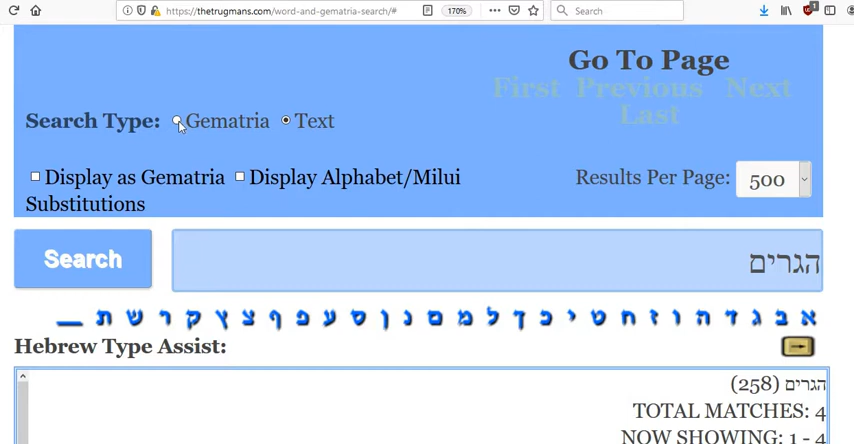 https://thetrugmans.com/word-and-gematria-search/#
170%
Search
1
Go To Page
First Previous Next
Last
Search Type: Gematria Text
Display as Gematria Display Alphabet/Milui
Substitutions
Results Per Page: 500
Search
הגרים
א ב ג ד ה ו ז ח ט י כ ך ל מ ם נ ן ס ע פ ף צ ץ ק ר ש ת _
Hebrew Type Assist:
הגרים (258)
TOTAL MATCHES: 4
NOW SHOWING: 1 - 4